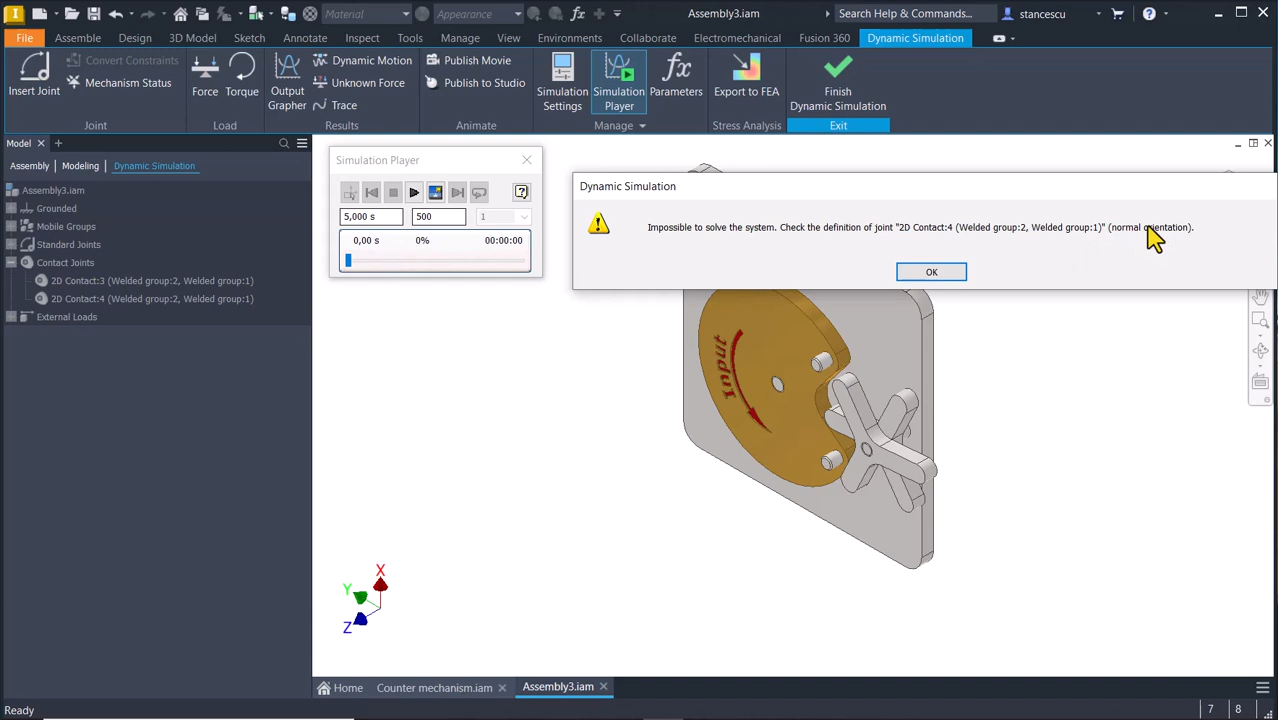 Material
Appearance
Assembly3.iam
Search Help & Commands...
stancescu
File
Assemble
Design
3D Model
Sketch
Annotate
Inspect
Tools
Manage
View
Environments
Collaborate
Electromechanical
Fusion 360
Dynamic Simulation
Insert Joint
Convert Constraints
Mechanism Status
Force
Torque
Output
Grapher
Dynamic Motion
Unknown Force
Trace
Publish Movie
Publish to Studio
Simulation
Settings
Simulation
Player
Parameters
Export to FEA
Finish
Dynamic Simulation
Joint
Load
Results
Animate
Manage
Stress Analysis
Exit
Model
Assembly
Modeling
Dynamic Simulation
Assembly3.iam
Grounded
Mobile Groups
Standard Joints
Contact Joints
2D Contact:3 (Welded group:2, Welded group:1)
2D Contact:4 (Welded group:2, Welded group:1)
External Loads
Simulation Player
5,000 s
500
1
0,00 s
0%
00:00:00
Dynamic Simulation
Impossible to solve the system. Check the definition of joint "2D Contact:4 (Welded group:2, Welded group:1)" (normal orientation).
OK
Input
X
Y
Z
Home
Counter mechanism.iam
Assembly3.iam
Ready
7
8